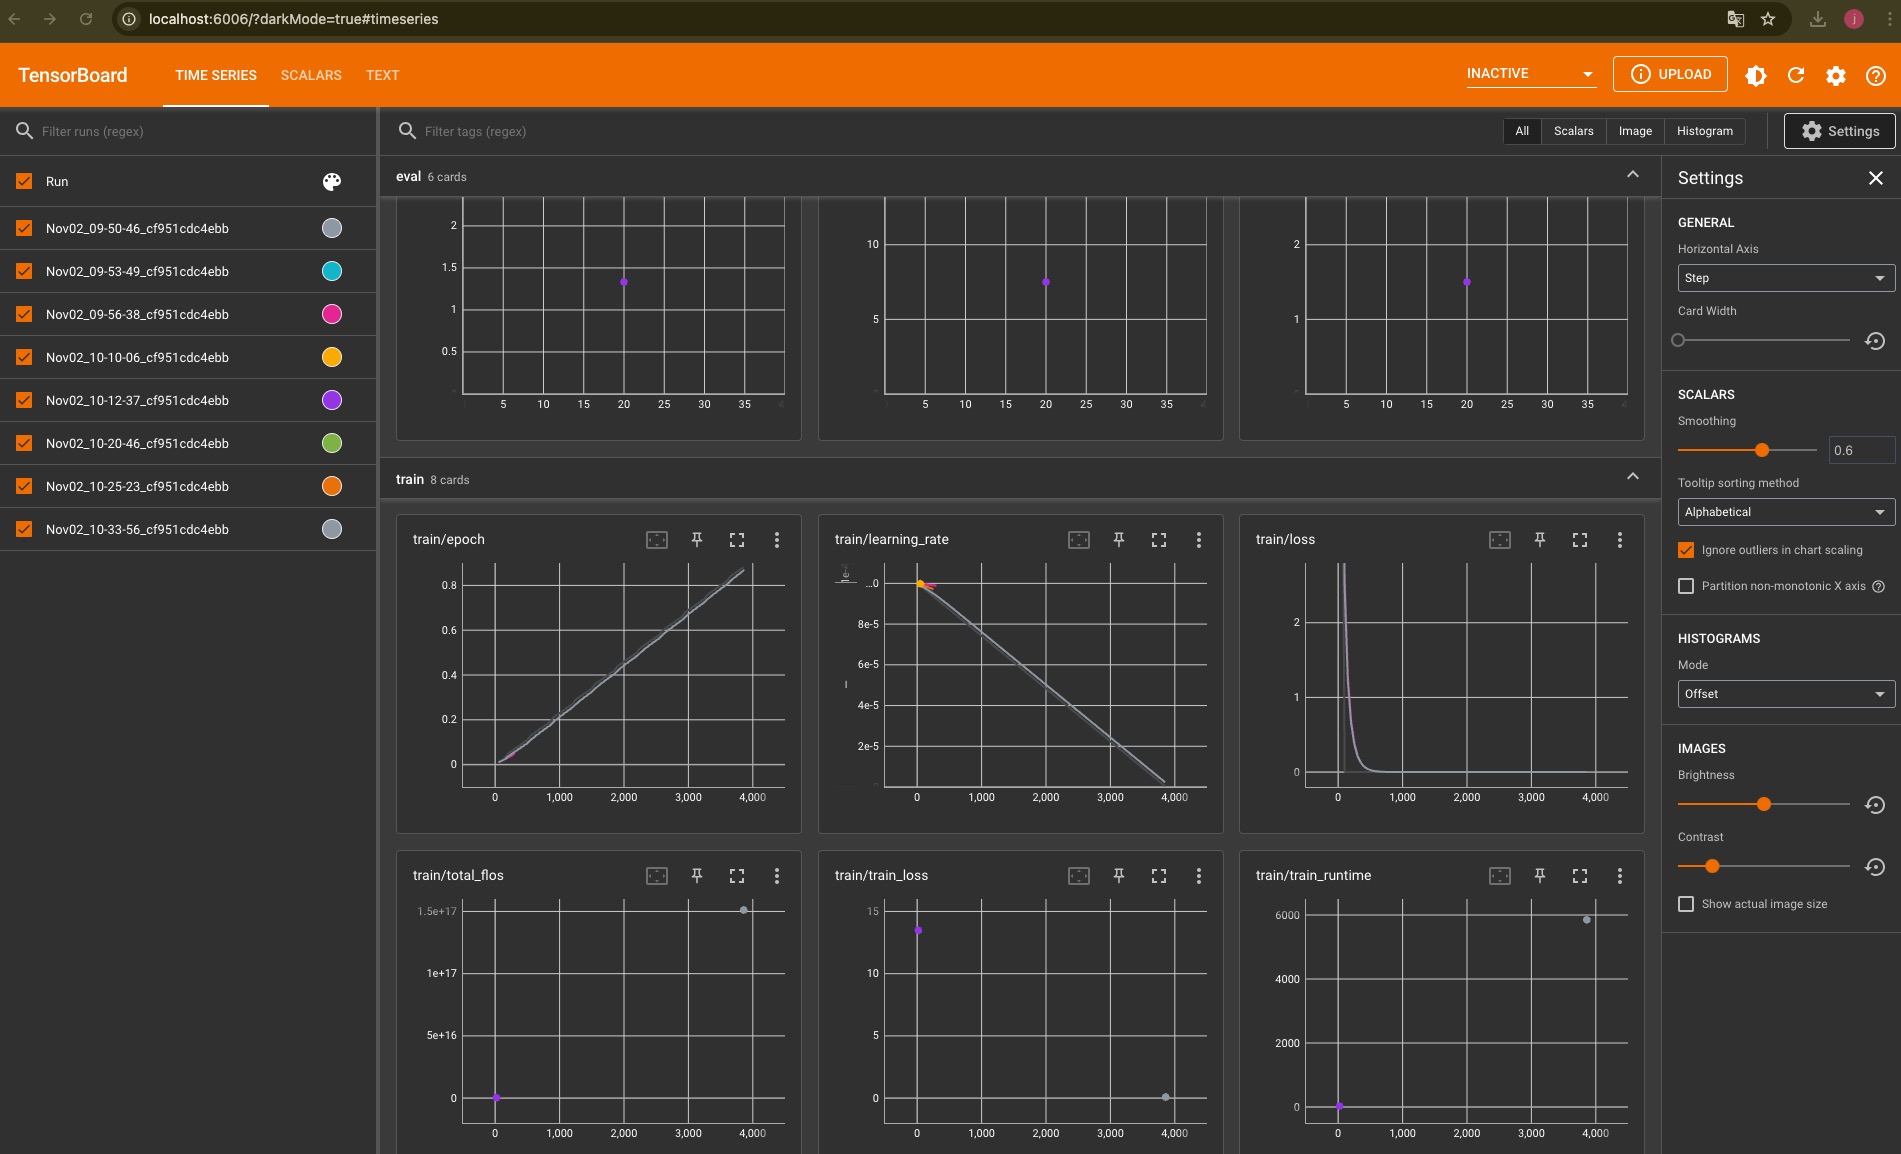 localhost:6006/?darkMode=true#timeseries
TensorBoard
TIME SERIES
SCALARS
TEXT
INACTIVE
UPLOAD
Filter runs (regex)
Filter tags (regex)
All
Scalars
Image
Histogram
Settings
Run
Nov02_09-50-46_cf951cdc4ebb
Nov02_09-53-49_cf951cdc4ebb
Nov02_09-56-38_cf951cdc4ebb
Nov02_10-10-06_cf951cdc4ebb
Nov02_10-12-37_cf951cdc4ebb
Nov02_10-20-46_cf951cdc4ebb
Nov02_10-25-23_cf951cdc4ebb
Nov02_10-33-56_cf951cdc4ebb
eval 6 cards
2
1.5
1
0.5
5 10 15 20 25 30 35
10
5
5 10 15 20 25 30 35
2
1
5 10 15 20 25 30 35
train 8 cards
train/epoch
0.8
0.6
0.4
0.2
0
0 1,000 2,000 3,000 4,000
train/learning_rate
...0
8e-5
6e-5
4e-5
2e-5
0 1,000 2,000 3,000 4,000
train/loss
2
1
0
0 1,000 2,000 3,000 4,000
train/total_flos
1.5e+17
1e+17
5e+16
0
0 1,000 2,000 3,000 4,000
train/train_loss
15
10
5
0
0 1,000 2,000 3,000 4,000
train/train_runtime
6000
4000
2000
0
0 1,000 2,000 3,000 4,000
Settings
GENERAL
Horizontal Axis
Step
Card Width
SCALARS
Smoothing
0.6
Tooltip sorting method
Alphabetical
Ignore outliers in chart scaling
Partition non-monotonic X axis
HISTOGRAMS
Mode
Offset
IMAGES
Brightness
Contrast
Show actual image size
j